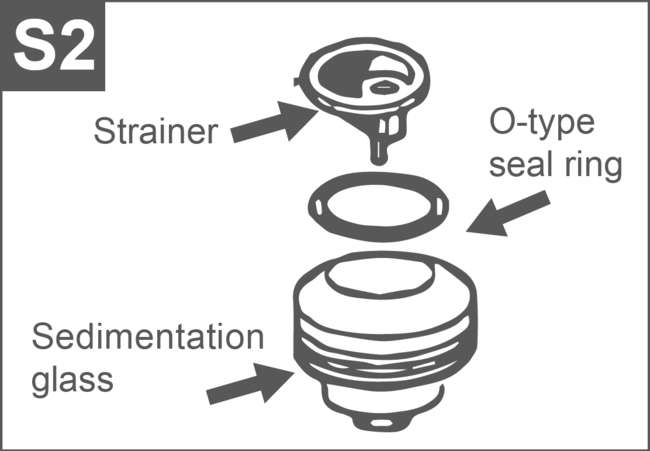 S2
Strainer
O-type
seal ring
Sedimentation
glass